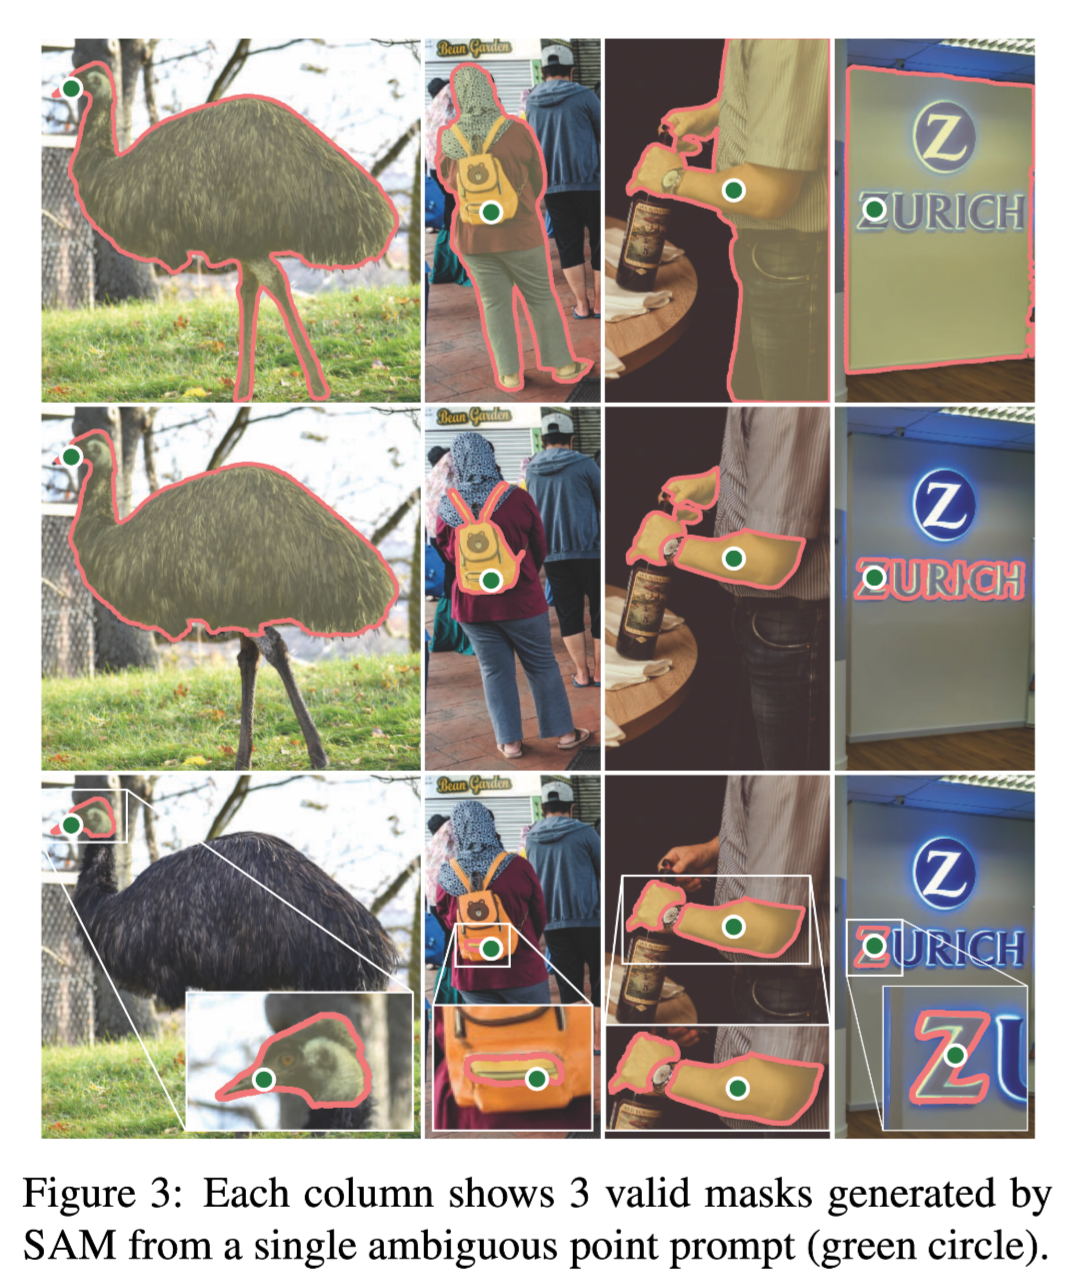 Bean Garden
Z
ZURICH
Bean Garden
Z
ZURICH
Bean Garden
Z
ZURICH
Z
Figure 3: Each column shows 3 valid masks generated by
SAM from a single ambiguous point prompt (green circle).